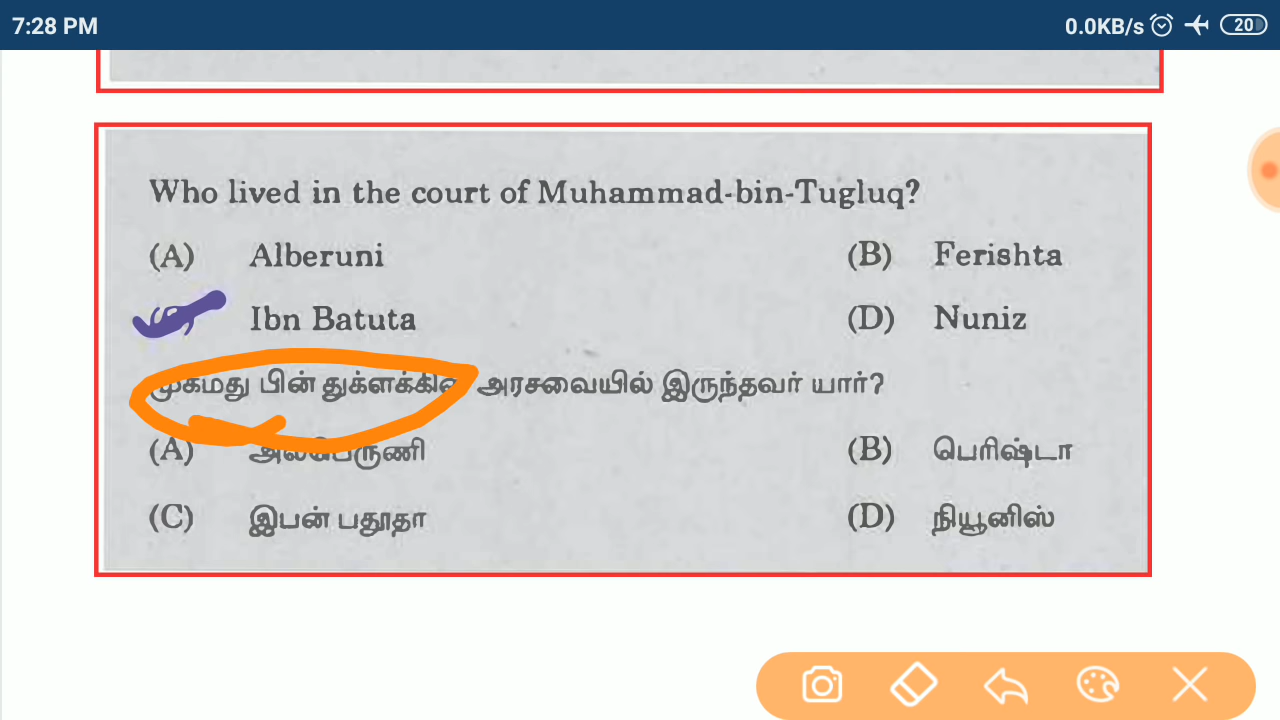 7:28 PM 0.0KB/s 20
Who lived in the court of Muhammad-bin-Tugluq?
(A) Alberuni (B) Ferishta
Ibn Batuta (D) Nuniz
முகமது பின் துக்ளக்கின் அரசவையில் இருந்தவர் யார்?
(A) அல்பெருணி (B) பெரிஷ்டா
(C) இபன் பதூதா (D) நியூனிஸ்